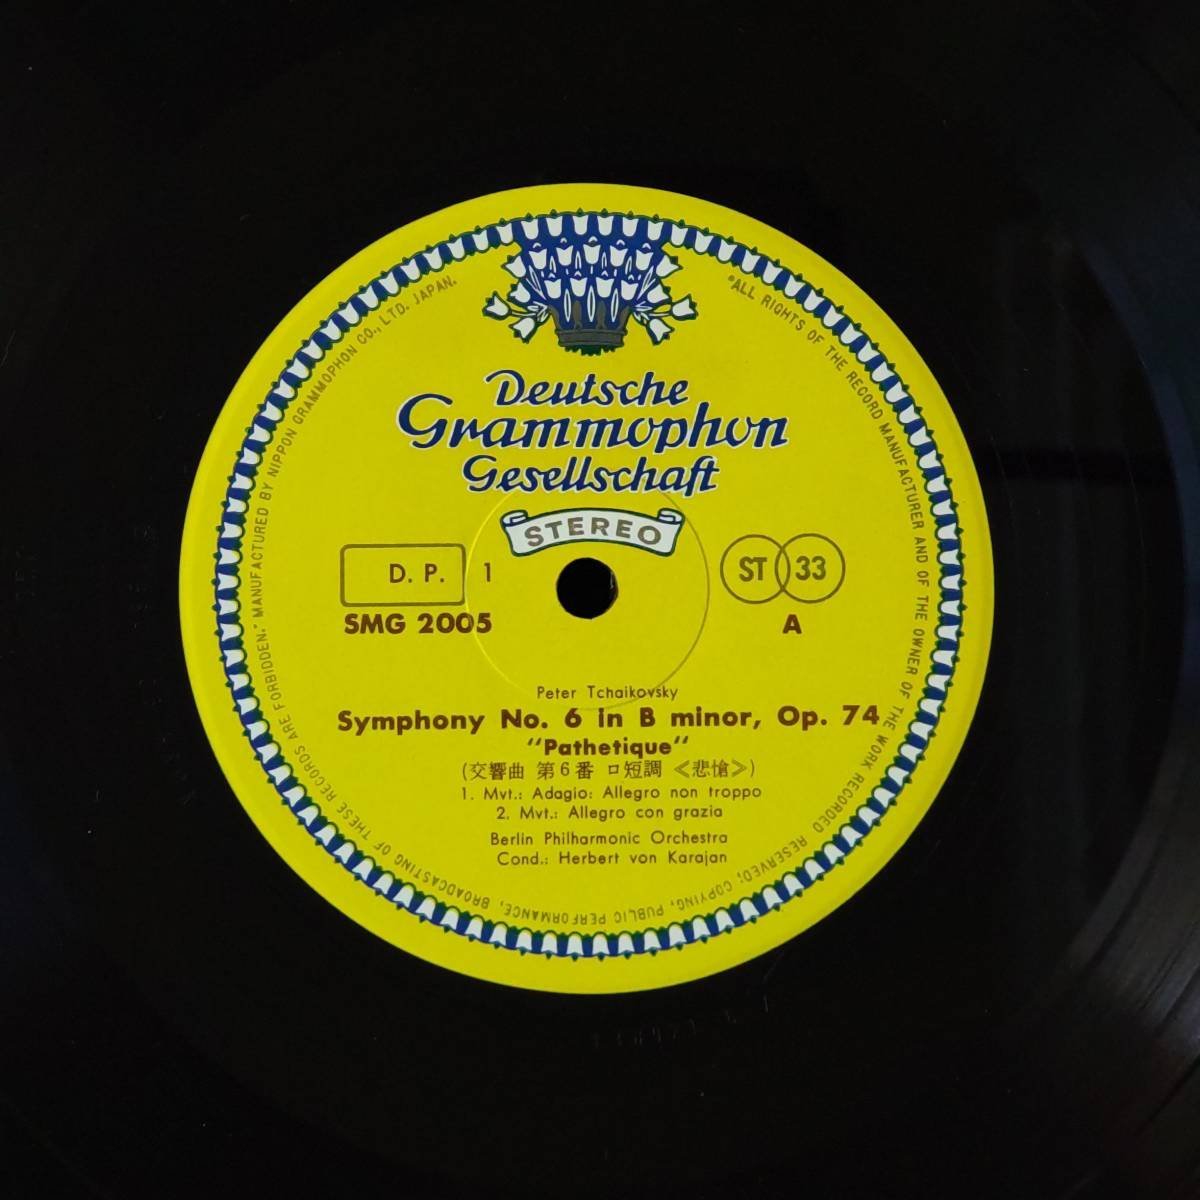 Deutsche
Grammophon
Gesellschaft
STEREO
D. P. 1
SMG 2005
ST 33
A
Peter Tchaikovsky
Symphony No. 6 in B minor, Op. 74
"Pathetique"
(交響曲 第6番 ロ短調 <悲愴>)
1. Mvt.: Adagio: Allegro non troppo
2. Mvt.: Allegro con grazia
Berlin Philharmonic Orchestra
Cond.: Herbert von Karajan
"ALL RIGHTS OF THE RECORD MANUFACTURER AND OF THE OWNER OF THE WORK RECORDED RESERVED; COPYING, PUBLIC PERFORMANCE, BROADCASTING OF THESE RECORDS ARE FORBIDDEN." MANUFACTURED BY NIPPON GRAMMOPHON CO., LTD. JAPAN.